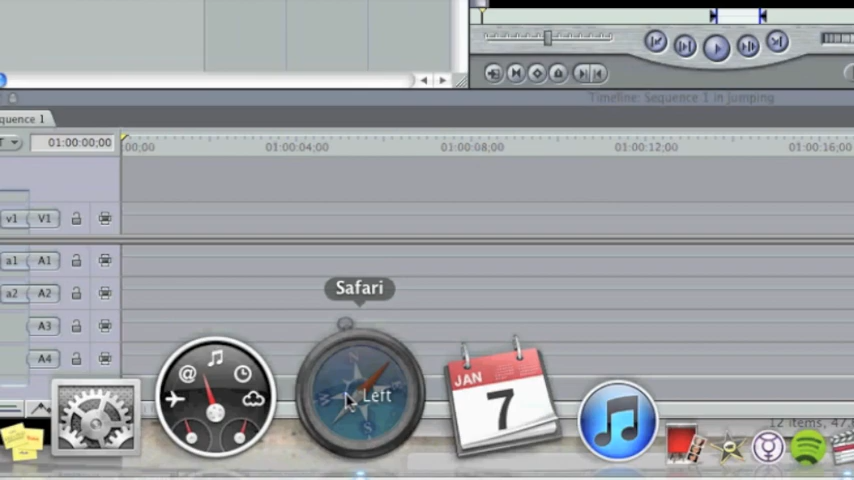 Timeline: Sequence 1 in jumping
quence 1
T
01:00:00;00
00;00
01:00:04;00
01:00:08;00
01:00:12;00
01:00:16;00
v1 V1
a1 A1
a2 A2
A3
A4
Safari
Left
JAN
7
12 items, 47.